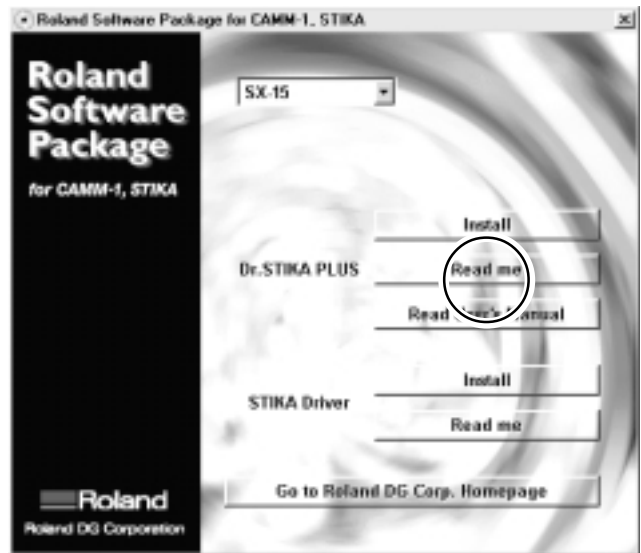 Roland Software Package for CAMM-1, STIKA
Roland
Software
Package
for CAMM-1, STIKA
SX-15
Install
Dr.STIKA PLUS
Read me
Read User's Manual
Install
STIKA Driver
Read me
Go to Roland DG Corp. Homepage
Roland
Roland DG Corporation